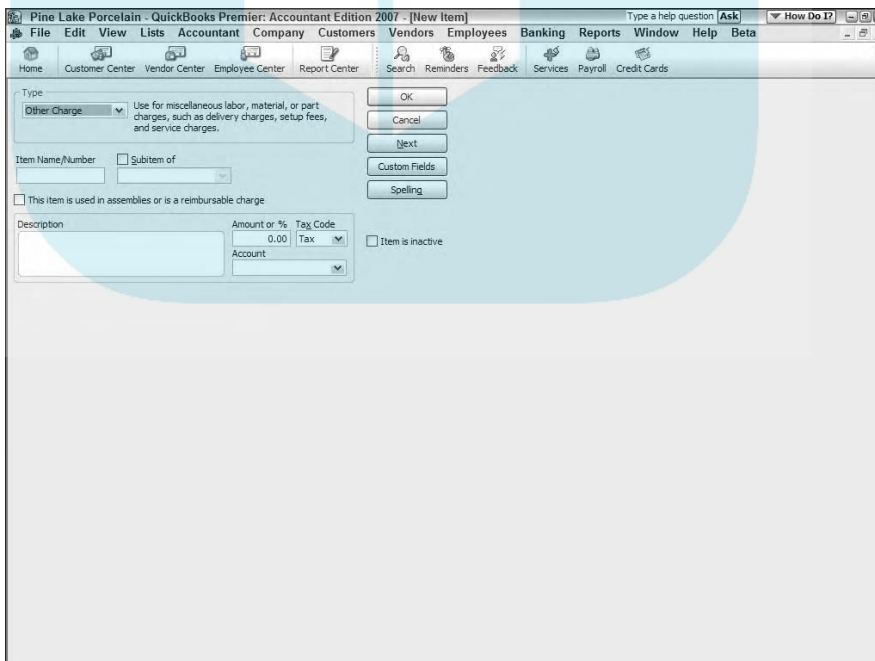 Pine Lake Porcelain - QuickBooks Premier: Accountant Edition 2007 - [New Item]
Type a help question Ask
How Do I?
File Edit View Lists Accountant Company Customers Vendors Employees Banking Reports Window Help Beta
Home Customer Center Vendor Center Employee Center Report Center Search Reminders Feedback Services Payroll Credit Cards
Type
Other Charge
Use for miscellaneous labor, material, or part
charges, such as delivery charges, setup fees,
and service charges.
OK
Cancel
Next
Custom Fields
Spelling
Item Name/Number
Subitem of
This item is used in assemblies or is a reimbursable charge
Description
Amount or % Tax Code
0.00 Tax
Account
Item is inactive